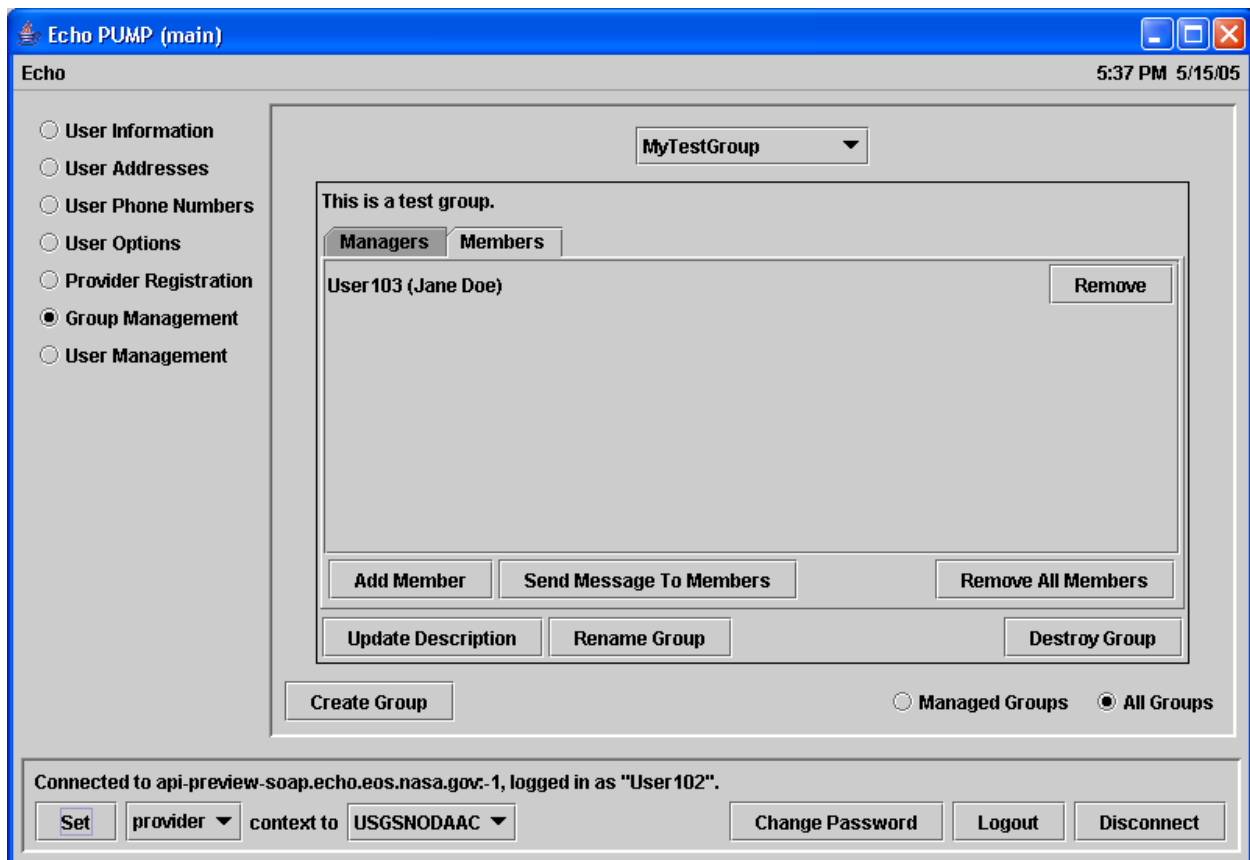 Echo PUMP (main)
Echo 5:37 PM 5/15/05
User Information
User Addresses
User Phone Numbers
User Options
Provider Registration
Group Management
User Management
MyTestGroup
This is a test group.
Managers Members
User103 (Jane Doe) Remove
Add Member Send Message To Members Remove All Members
Update Description Rename Group Destroy Group
Create Group Managed Groups All Groups
Connected to api-preview-soap.echo.eos.nasa.gov:-1, logged in as "User102".
Set provider context to USGSNODAAC Change Password Logout Disconnect